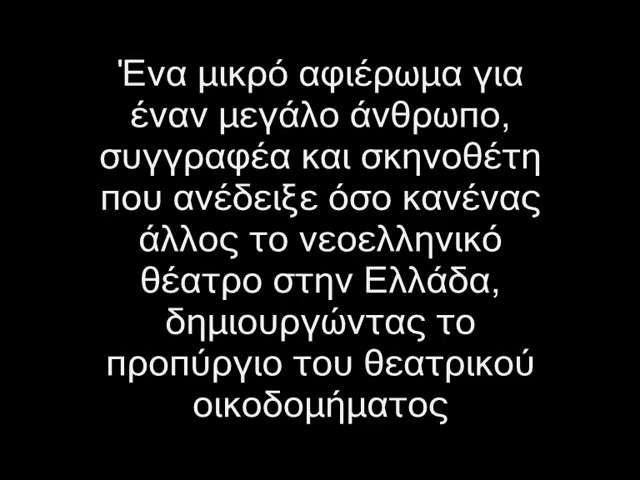 Ένα μικρό αφιέρωμα για
έναν μεγάλο άνθρωπο,
συγγραφέα και σκηνοθέτη
που ανέδειξε όσο κανένας
άλλος το νεοελληνικό
θέατρο στην Ελλάδα,
δημιουργώντας το
προπύργιο του θεατρικού
οικοδομήματος